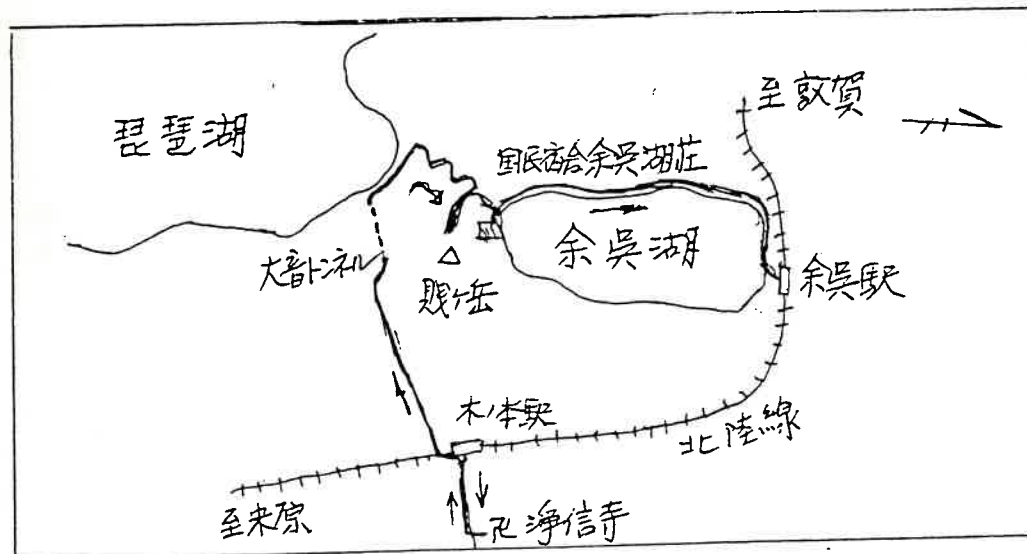 琵琶湖
至敦賀
国民宿舎余呉湖荘
余呉湖
大音トンネル
賤ヶ岳
余呉駅
木ノ本駅
北陸線
至米原
卍浄信寺